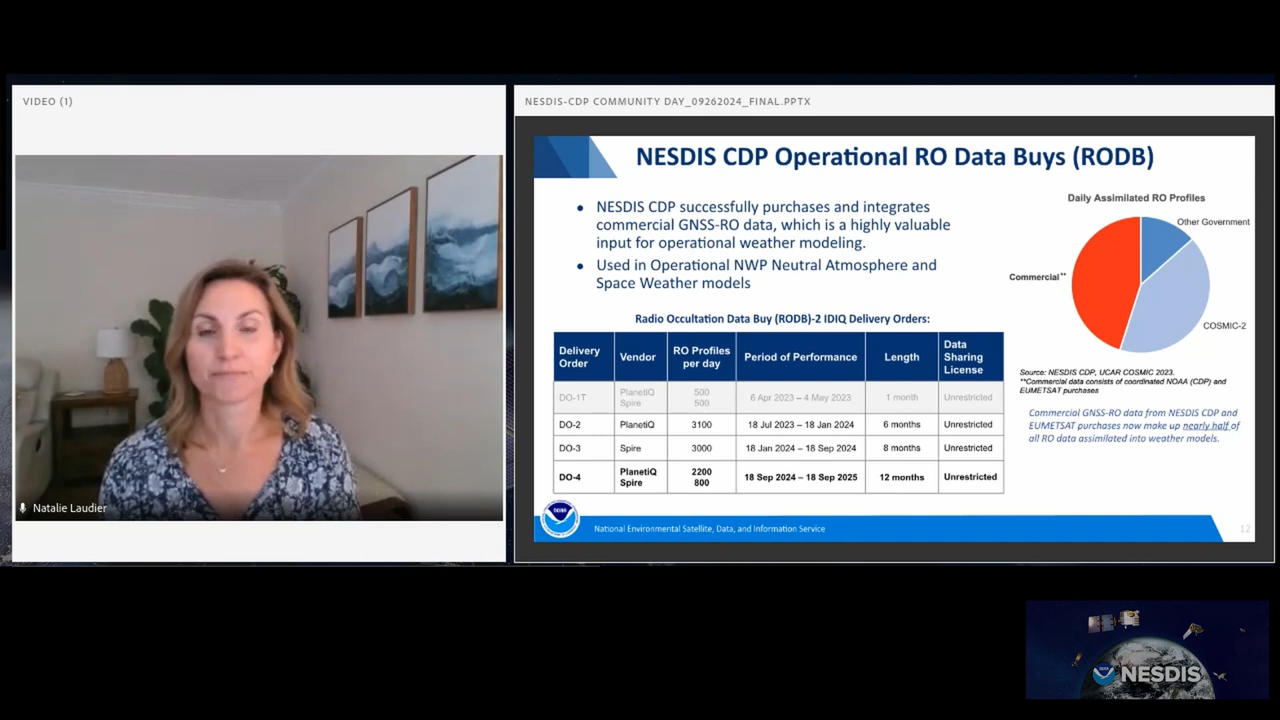 VIDEO (1)
Natalie Laudier
NESDIS-CDP COMMUNITY DAY_09262024_FINAL.PPTX
NESDIS CDP Operational RO Data Buys (RODB)
• NESDIS CDP successfully purchases and integrates
commercial GNSS-RO data, which is a highly valuable
input for operational weather modeling.
• Used in Operational NWP Neutral Atmosphere and
Space Weather models
Daily Assimilated RO Profiles
Other Government
Commercial**
COSMIC-2
Source: NESDIS CDP, UCAR COSMIC 2023.
**Commercial data consists of coordinated NOAA (CDP) and
EUMETSAT purchases
Commercial GNSS-RO data from NESDIS CDP and
EUMETSAT purchases now make up nearly half of
all RO data assimilated into weather models.
Radio Occultation Data Buy (RODB)-2 IDIQ Delivery Orders:
Delivery Order Vendor RO Profiles per day Period of Performance Length Data Sharing License
DO-1T PlanetiQ Spire 500 500 6 Apr 2023 – 4 May 2023 1 month Unrestricted
DO-2 PlanetiQ 3100 18 Jul 2023 – 18 Jan 2024 6 months Unrestricted
DO-3 Spire 3000 18 Jan 2024 – 18 Sep 2024 8 months Unrestricted
DO-4 PlanetiQ Spire 2200 800 18 Sep 2024 – 18 Sep 2025 12 months Unrestricted
NOAA
National Environmental Satellite, Data, and Information Service
12
NESDIS